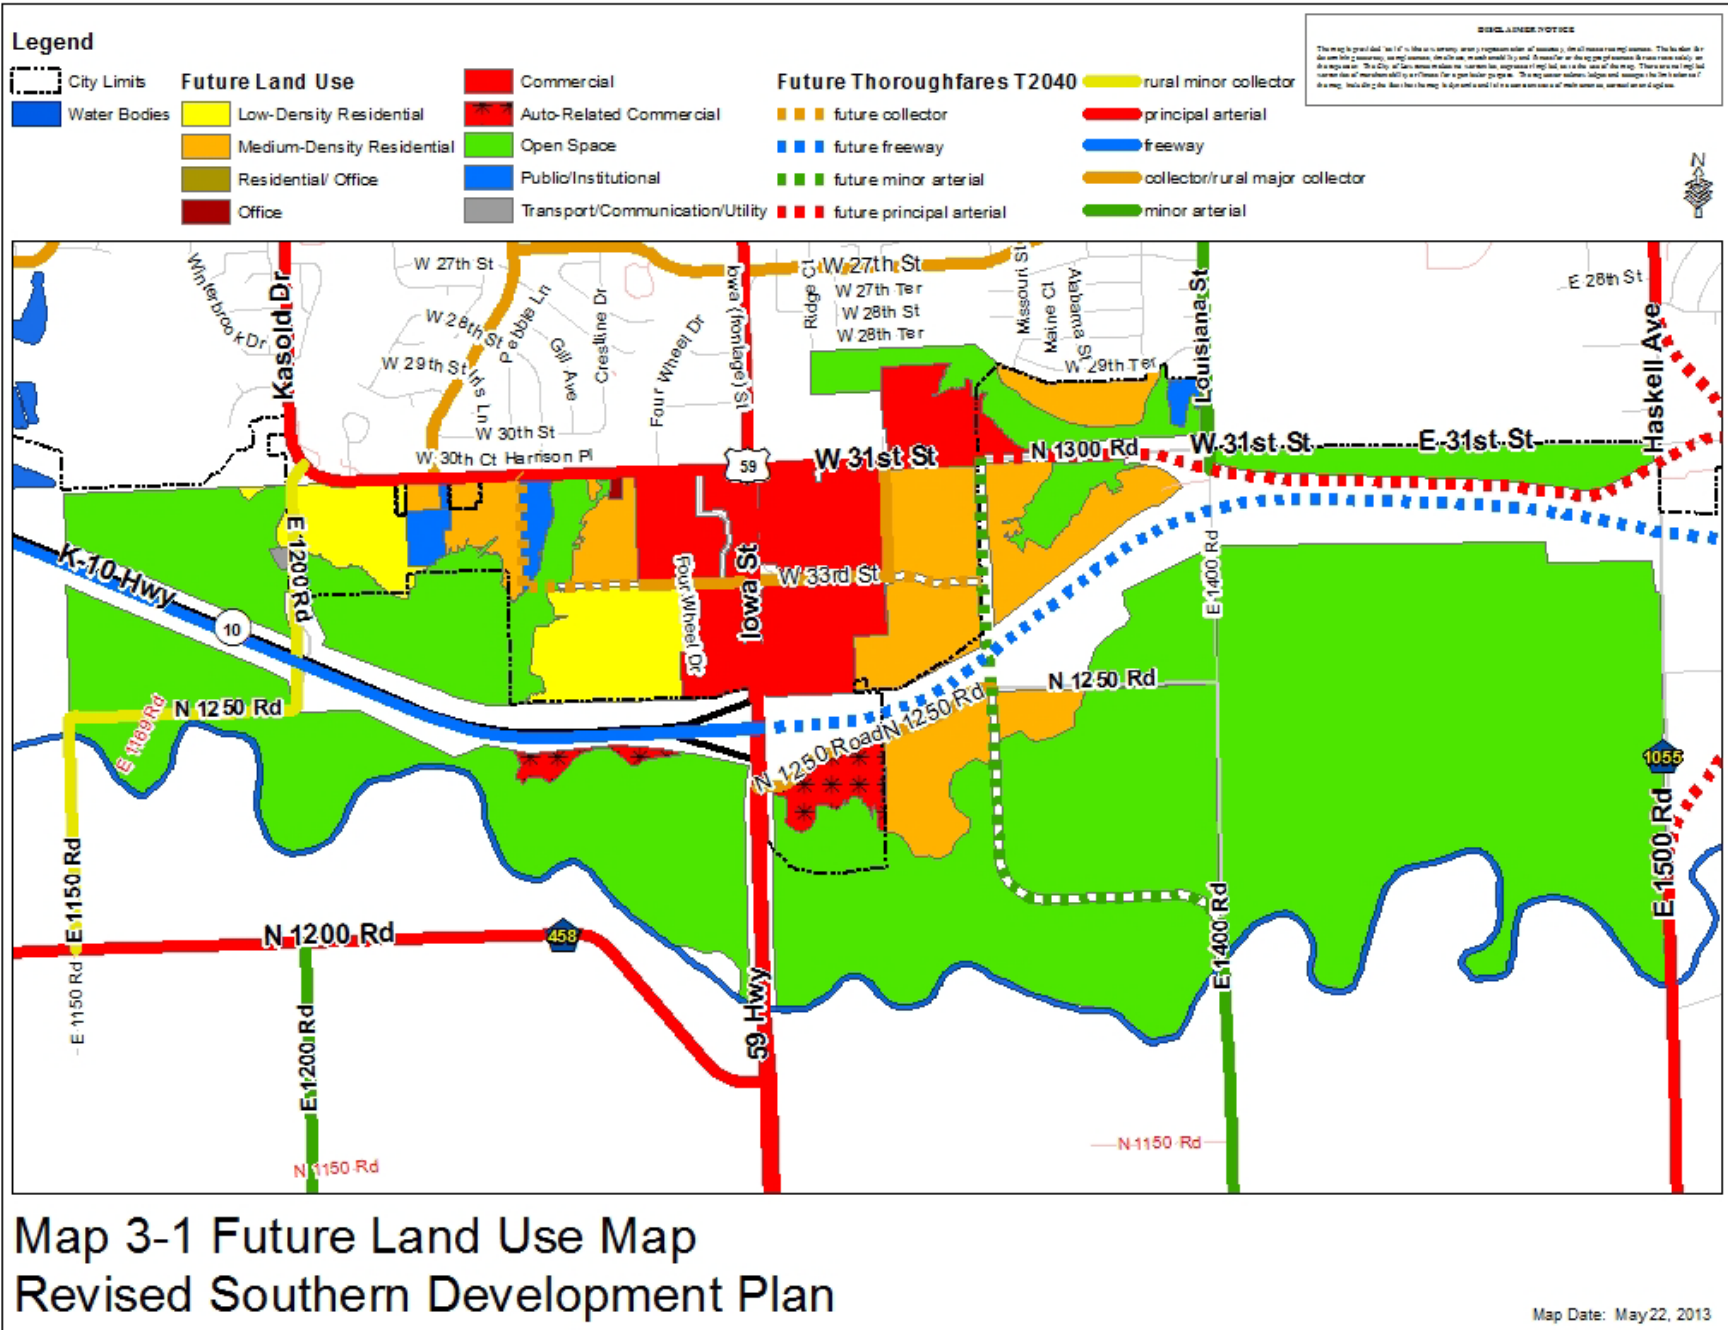 Legend
City Limits
Water Bodies
Future Land Use
Low-Density Residential
Medium-Density Residential
Residential/ Office
Office
Commercial
Auto-Related Commercial
Open Space
Public/Institutional
Transport/Communication/Utility
Future Thoroughfares T2040
future collector
future freeway
future minor arterial
future principal arterial
rural minor collector
principal arterial
freeway
collector/rural major collector
minor arterial
DISCLAIMER NOTICE
N
Winterbrook Dr
Kasold Dr
W 27th St
W 28th St
Pebble Ln
W 29th St
Iris Ln
Gill Ave
Crestline Dr
Four Wheel Dr
Iowa (frontage) St
W 30th St
W 30th Ct
Harrison Pl
Ridge Ct
W 27th St
W 27th Ter
W 28th St
W 28th Ter
Missouri St
Maine Ct
Alabama St
W 29th Ter
Louisiana St
E 28th St
Haskell Ave
59
W 31st St
N 1300 Rd
W 31st St
E 31st St
K-10 Hwy
10
E 1200 Rd
Four Wheel Dr
Iowa St
W 33rd St
E 1400 Rd
N 1250 Rd
E 1189 Rd
N 1250 Road
N 1250 Rd
N 1250 Rd
1055
E 1150 Rd
N 1200 Rd
458
E 1150 Rd
E 1200 Rd
59 Hwy
E 1400 Rd
E 1500 Rd
N 1150 Rd
N 1150 Rd
Map 3-1 Future Land Use Map
Revised Southern Development Plan
Map Date: May 22, 2013